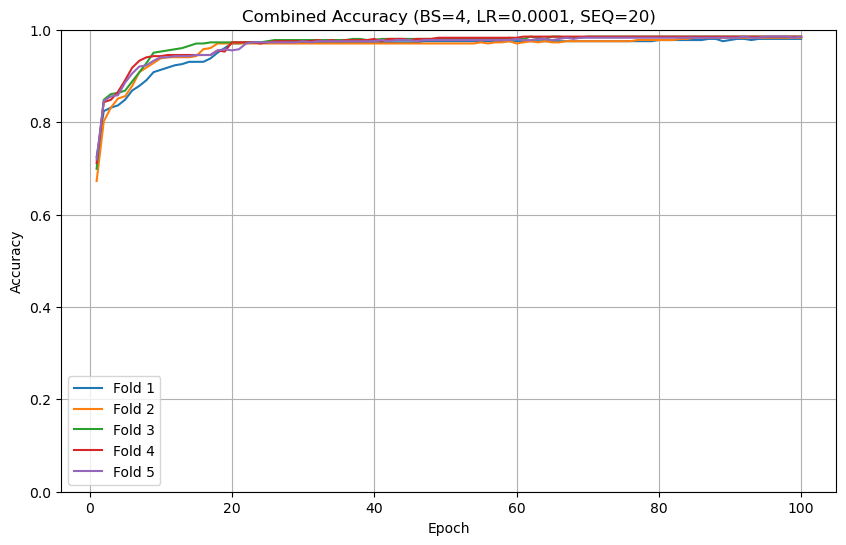 Combined Accuracy (BS=4, LR=0.0001, SEQ=20)
1.0
0.8
0.6
0.4
0.2
0.0
Accuracy
Fold 1
Fold 2
Fold 3
Fold 4
Fold 5
0 20 40 60 80 100
Epoch